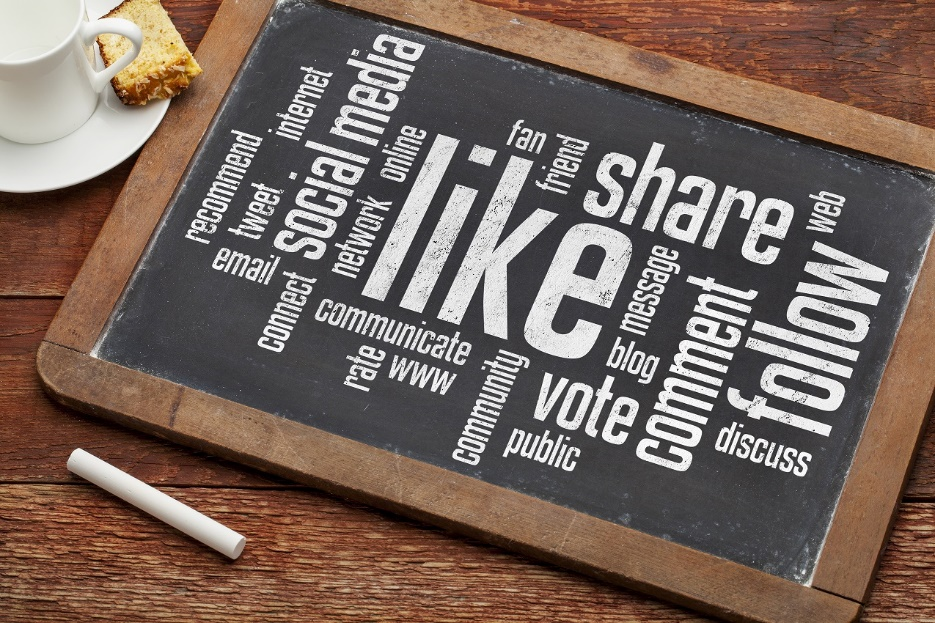 recommend
internet
tweet
email
social media
online
network
connect
like
fan
friend
share
web
communicate
rate
www
message
follow
blog
comment
community
vote
public
discuss